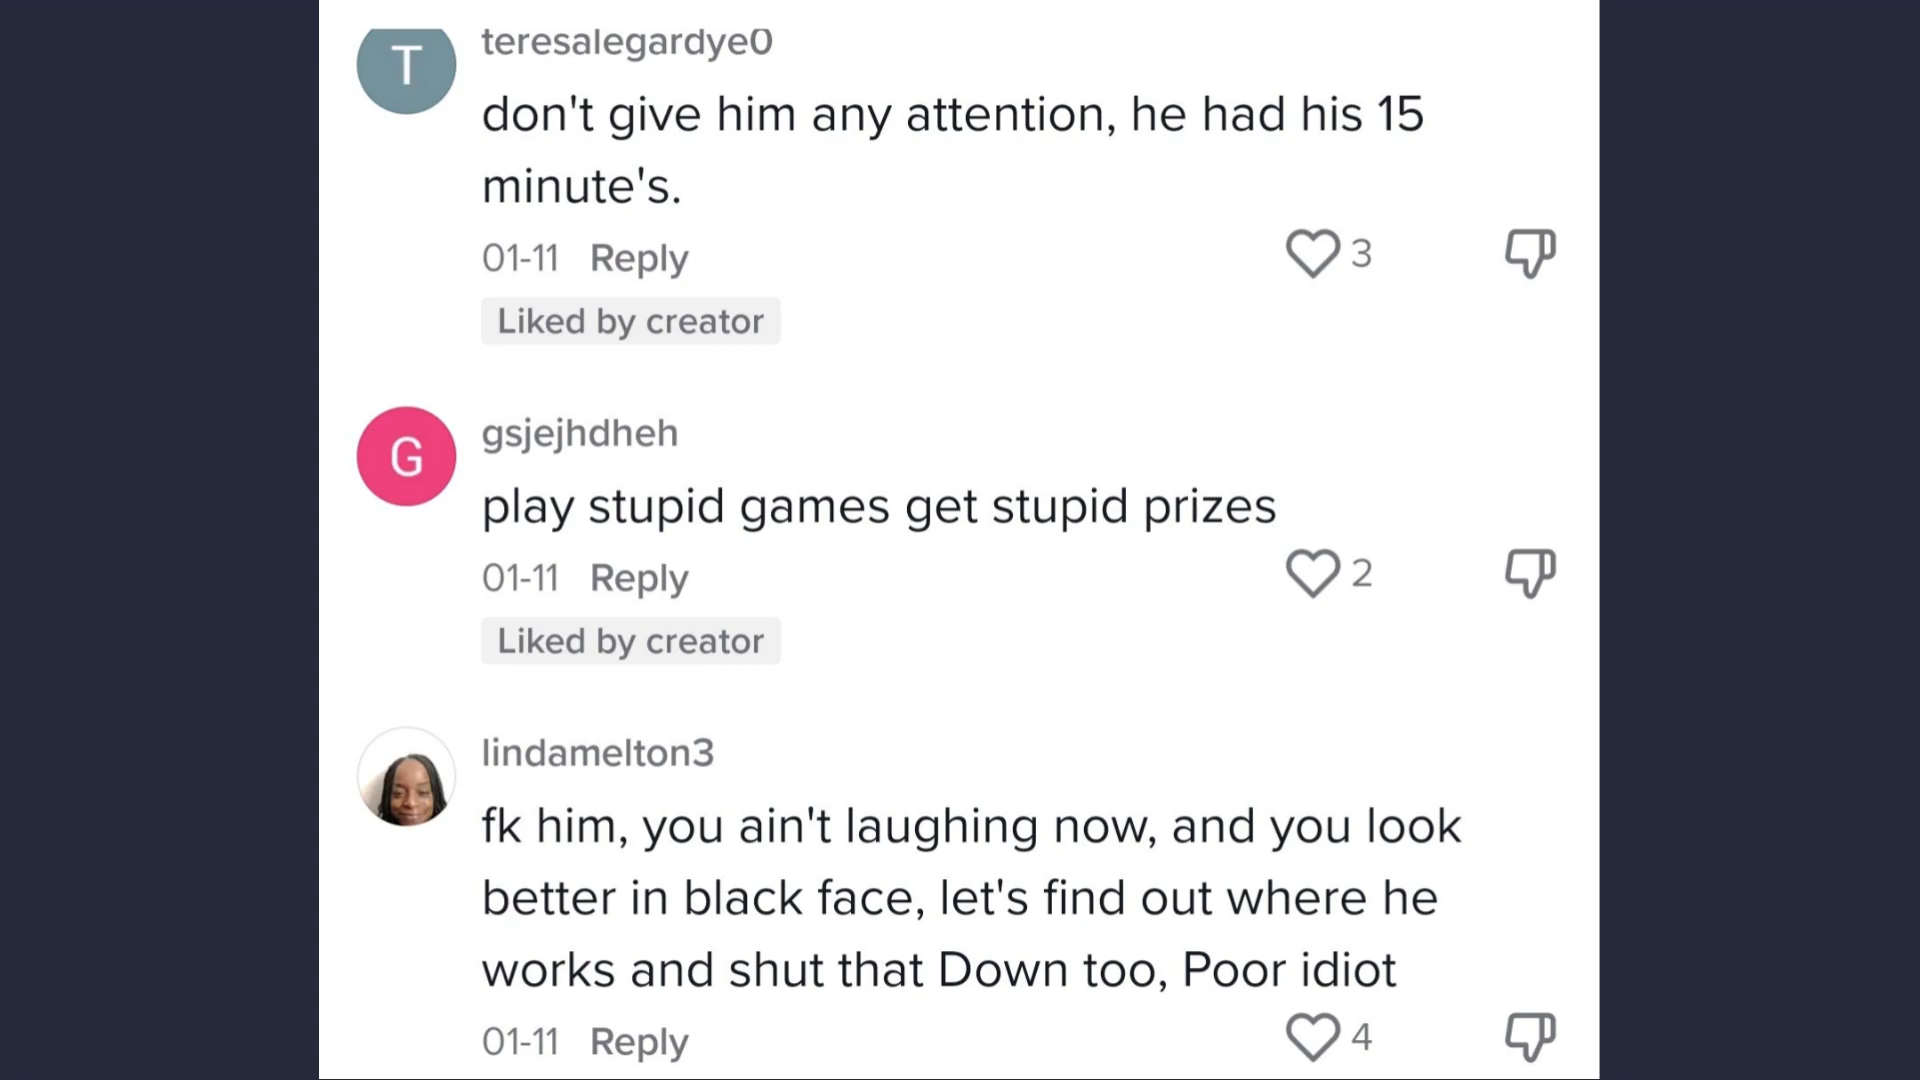 T
teresalegardye0
don't give him any attention, he had his 15
minute's.
01-11 Reply
3
Liked by creator
G
gsjejhdheh
play stupid games get stupid prizes
01-11 Reply
2
Liked by creator
lindamelton3
fk him, you ain't laughing now, and you look
better in black face, let's find out where he
works and shut that Down too, Poor idiot
01-11 Reply
4